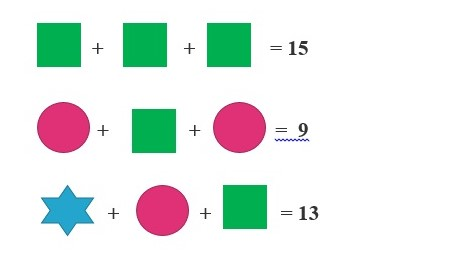 + + = 15
+ + = 9
+ + = 13